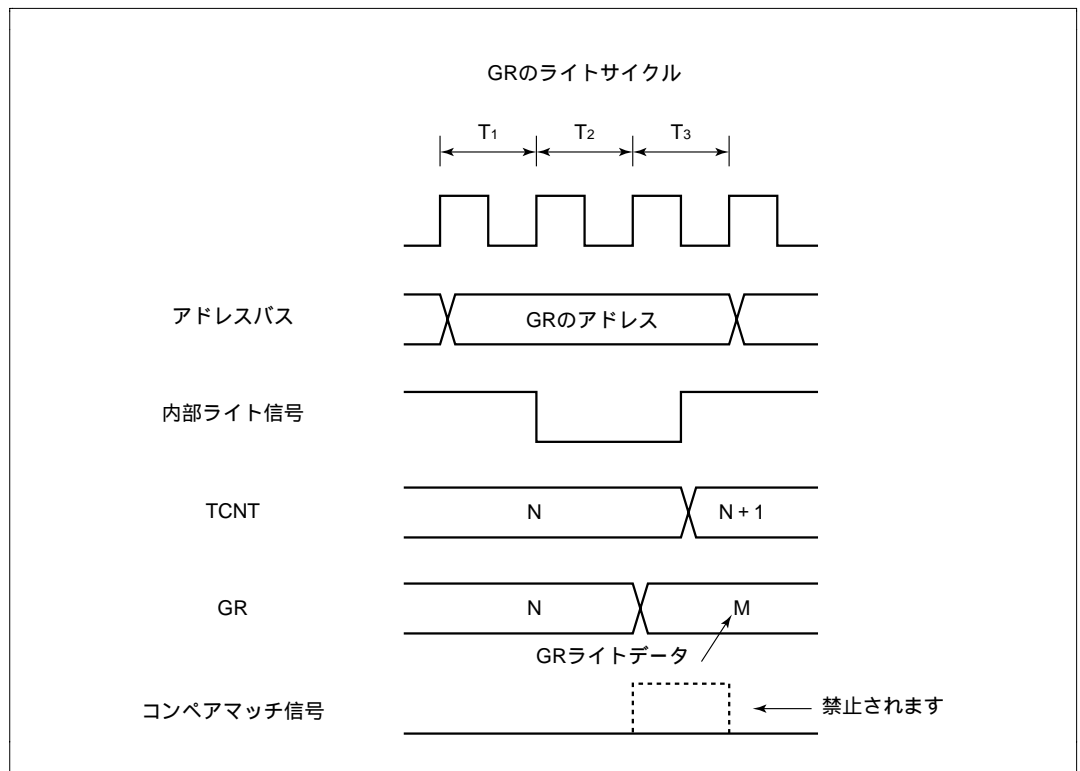 GRのライトサイクル
T1 T2 T3
アドレスバス GRのアドレス
内部ライト信号
TCNT N N + 1
GR N M
GRライトデータ
コンペアマッチ信号 禁止されます